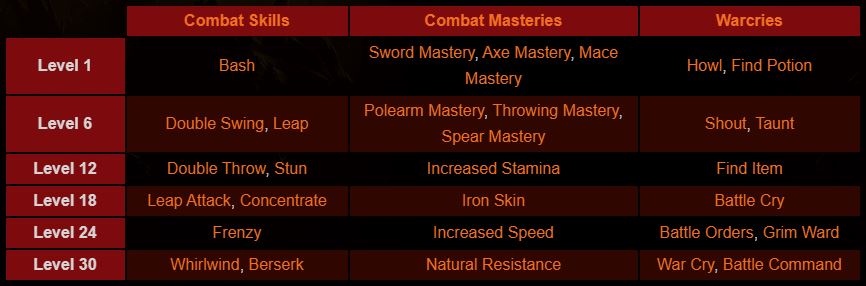 Combat Skills Combat Masteries Warcries
Level 1 Bash Sword Mastery, Axe Mastery, Mace Mastery Howl, Find Potion
Level 6 Double Swing, Leap Polearm Mastery, Throwing Mastery, Spear Mastery Shout, Taunt
Level 12 Double Throw, Stun Increased Stamina Find Item
Level 18 Leap Attack, Concentrate Iron Skin Battle Cry
Level 24 Frenzy Increased Speed Battle Orders, Grim Ward
Level 30 Whirlwind, Berserk Natural Resistance War Cry, Battle Command